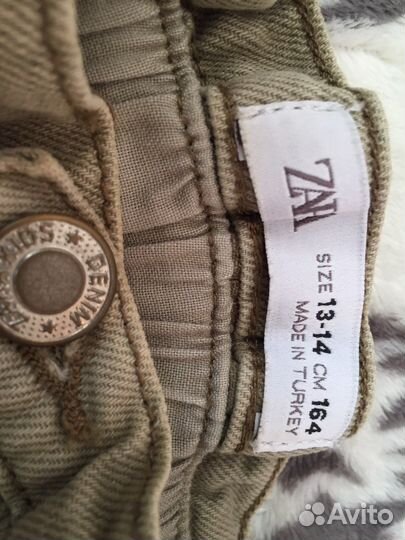 ZARA
SIZE 13-14 CM 164
MADE IN TURKEY
DENIM
Avito